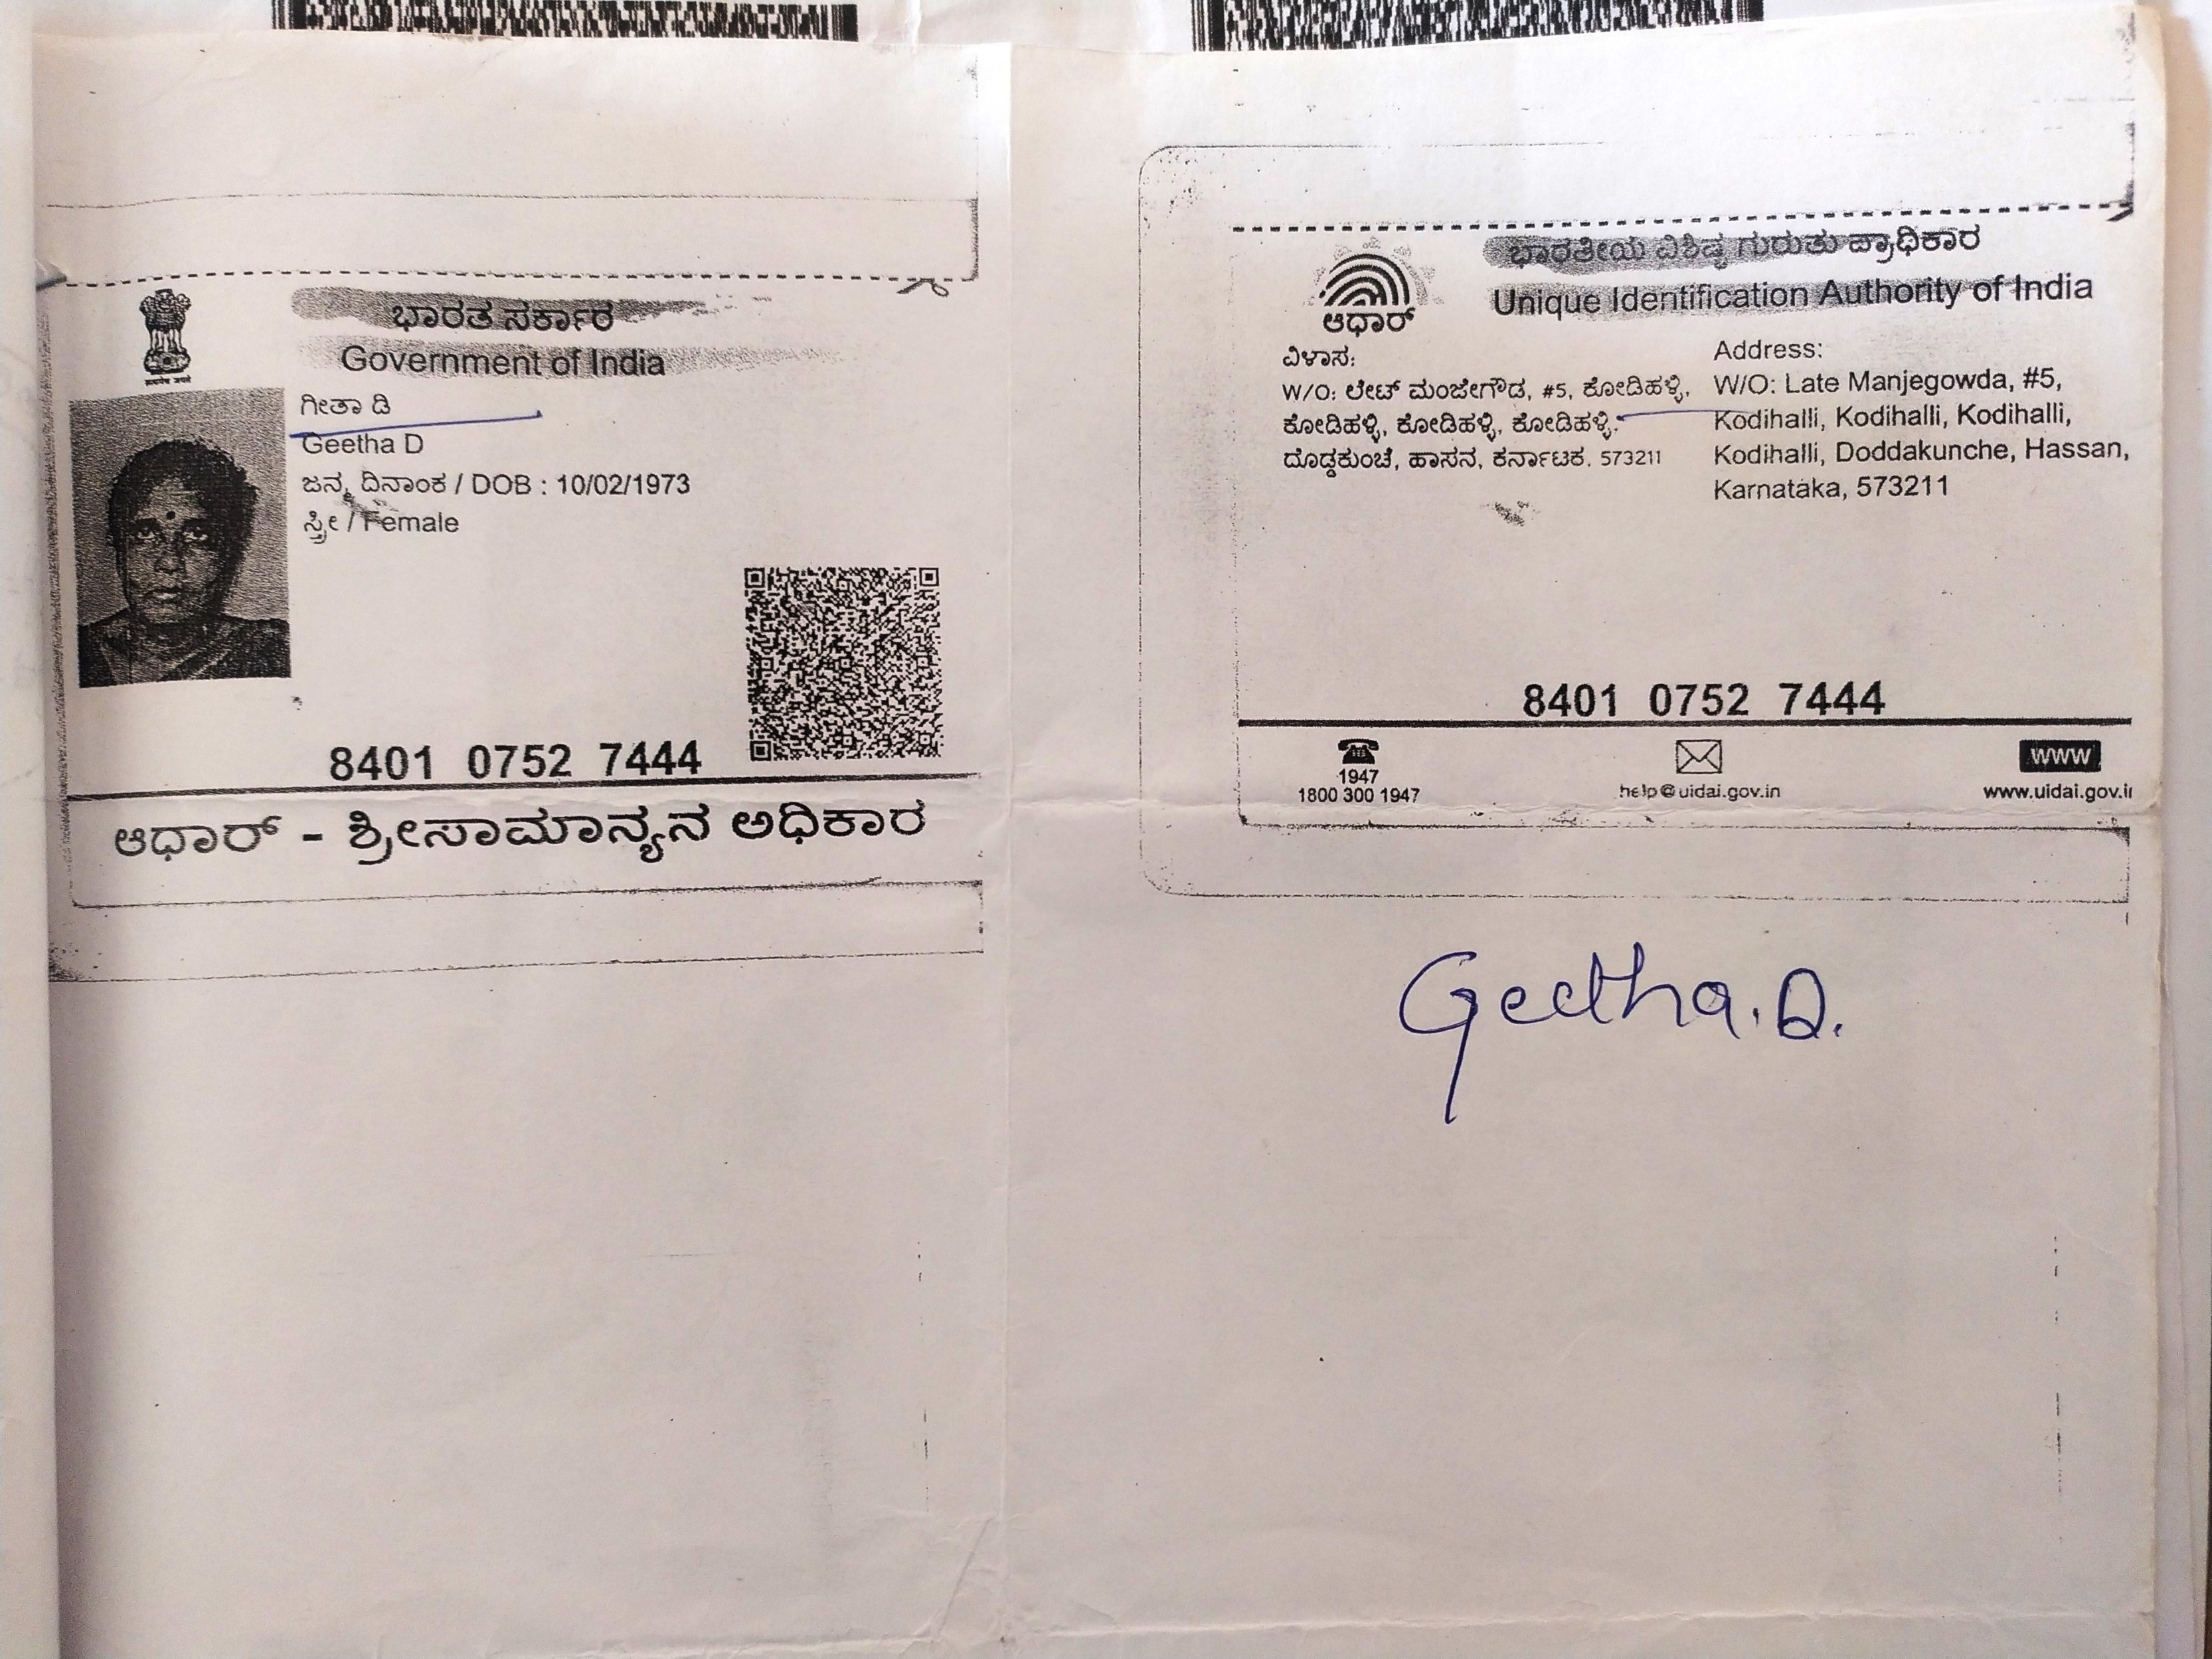 ಭಾರತ ಸರ್ಕಾರ
Government of India
ಗೀತಾ ಡಿ
Geetha D
ಜನ್ಮ ದಿನಾಂಕ / DOB : 10/02/1973
ಸ್ತ್ರೀ / Female
8401 0752 7444
ಆಧಾರ್ - ಶ್ರೀಸಾಮಾನ್ಯನ ಅಧಿಕಾರ
ಭಾರತೀಯ ವಿಶಿಷ್ಟ ಗುರುತು ಪ್ರಾಧಿಕಾರ
Unique Identification Authority of India
ಆಧಾರ್
ವಿಳಾಸ:
W/O: ಲೇಟ್ ಮಂಜೇಗೌಡ, #5, ಕೋಡಿಹಳ್ಳಿ,
ಕೋಡಿಹಳ್ಳಿ, ಕೋಡಿಹಳ್ಳಿ, ಕೋಡಿಹಳ್ಳಿ,
ದೊಡ್ಡಕುಂಚೆ, ಹಾಸನ, ಕರ್ನಾಟಕ, 573211
Address:
W/O: Late Manjegowda, #5,
Kodihalli, Kodihalli, Kodihalli,
Kodihalli, Doddakunche, Hassan,
Karnataka, 573211
8401 0752 7444
1947
1800 300 1947
help@uidai.gov.in
www
www.uidai.gov.i
Geetha.D.